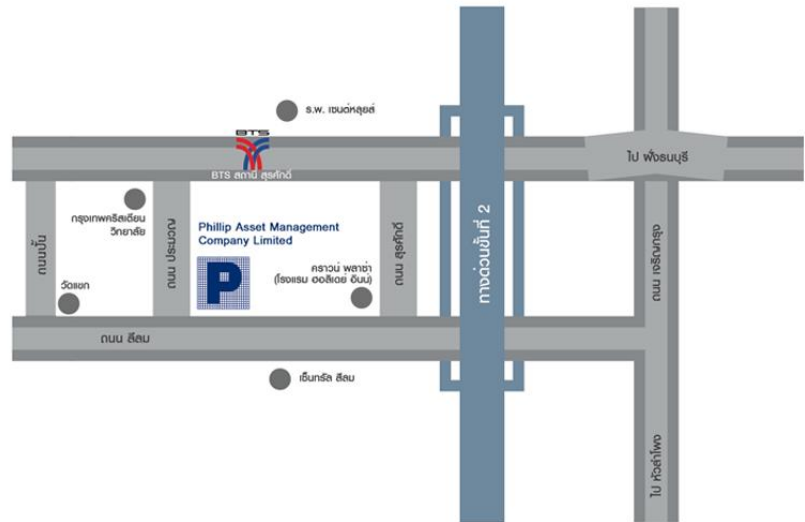 ร.พ. เซนต์หลุยส์
BTS
BTS สถานี สุรศักดิ์
ไป ฝั่งธนบุรี
กรุงเทพคริสเตียน
วิทยาลัย
ถนนปั้น
ถนน ประมวญ
Phillip Asset Management
Company Limited
P
คราวน์ พลาซ่า
(โรงแรม ฮอลิเดย์ อินน์)
ถนน สุรศักดิ์
ทางด่วนขั้นที่ 2
ถนน เจริญกรุง
วัดแขก
ถนน สีลม
เซ็นทรัล สีลม
ไป หัวลำโพง